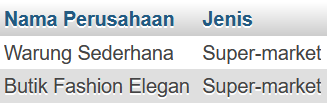 Nama Perusahaan Jenis
Warung Sederhana Super-market
Butik Fashion Elegan Super-market